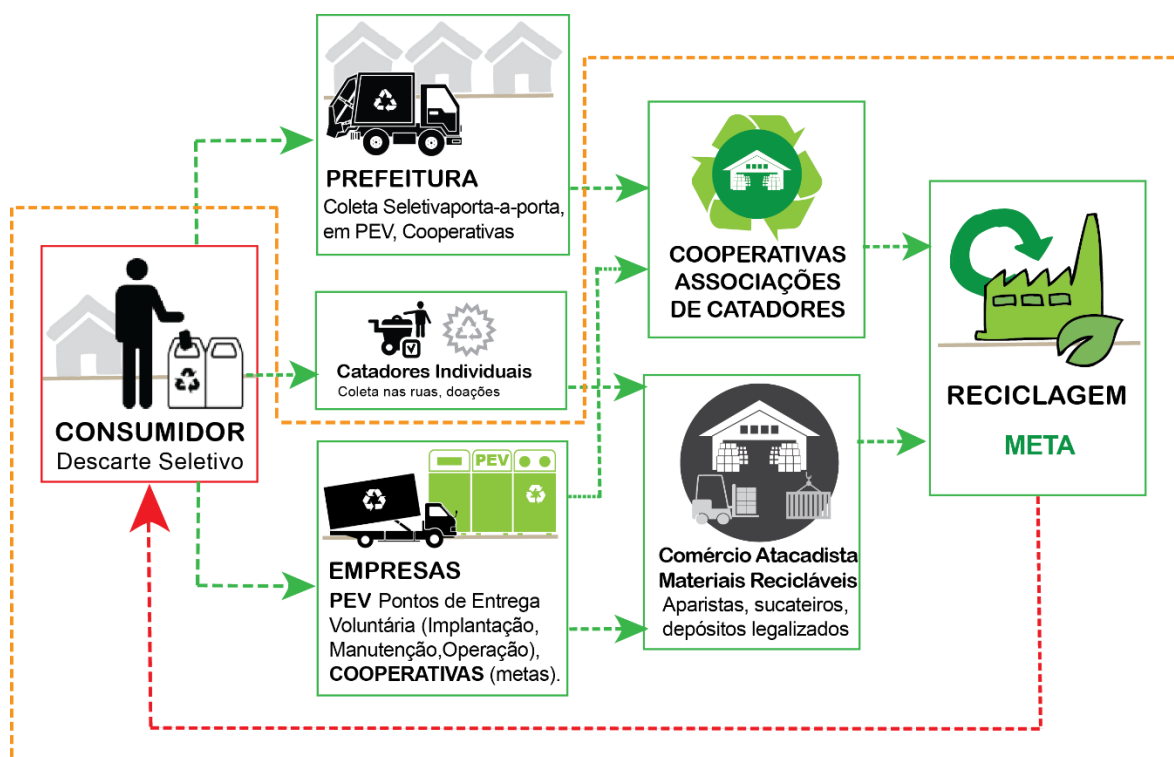 PREFEITURA
Coleta Seletivaporta-a-porta,
em PEV, Cooperativas
CONSUMIDOR
Descarte Seletivo
Catadores Individuais
Coleta nas ruas, doações
PEV
EMPRESAS
PEV Pontos de Entrega
Voluntária (Implantação,
Manutenção,Operação),
COOPERATIVAS (metas).
COOPERATIVAS
ASSOCIAÇÕES
DE CATADORES
Comércio Atacadista
Materiais Recicláveis
Aparistas, sucateiros,
depósitos legalizados
RECICLAGEM
META